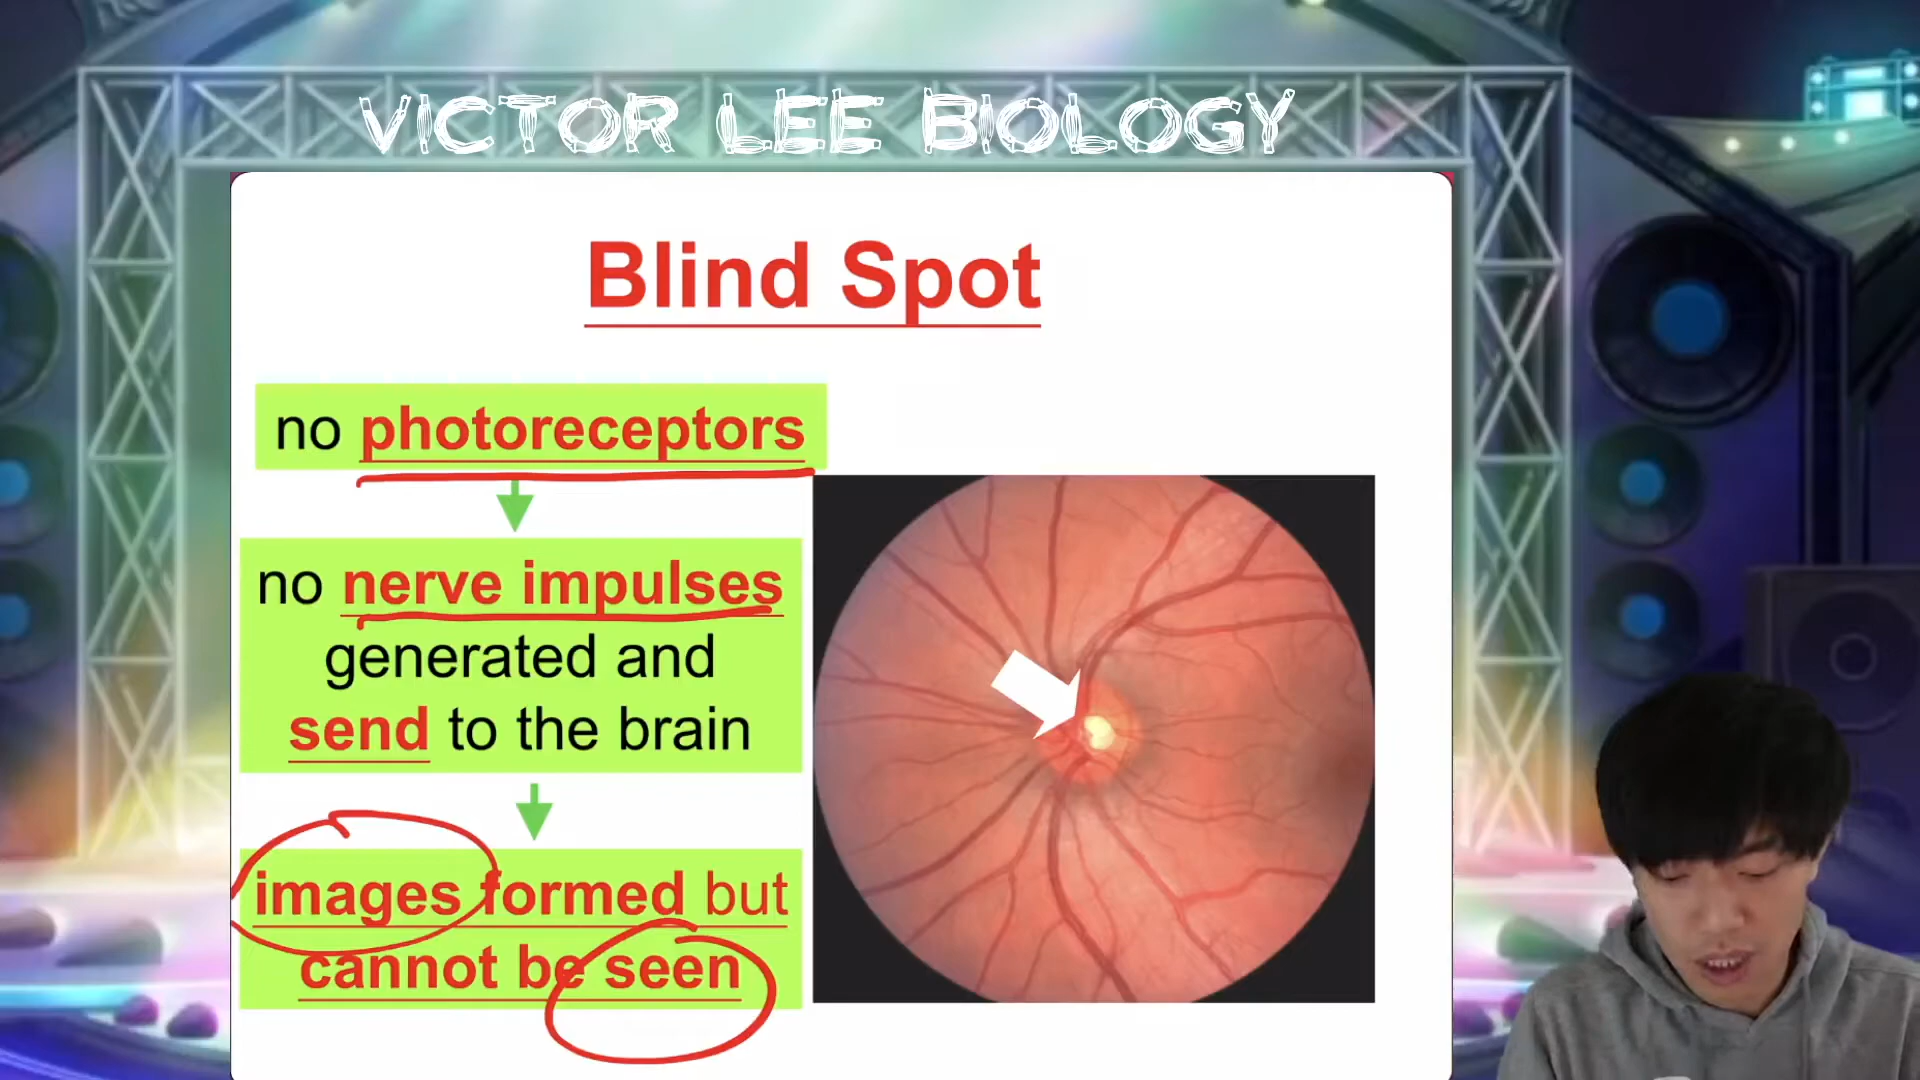 VICTOR LEE BIOLOGY
Blind Spot
no photoreceptors
no nerve impulses
generated and
send to the brain
images formed but
cannot be seen